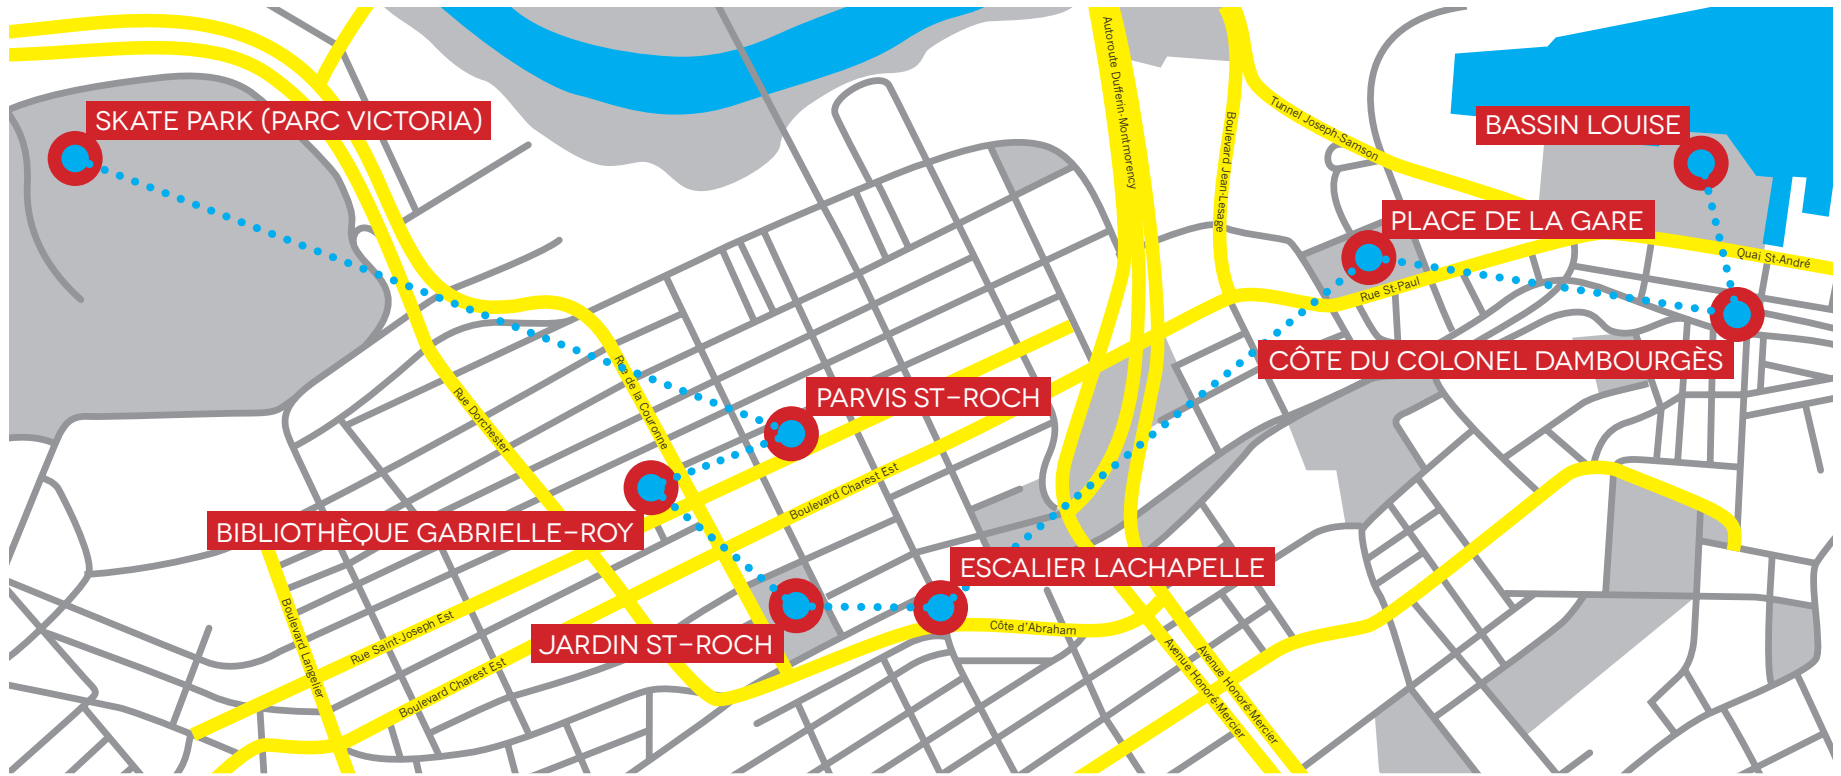 SKATE PARK (PARC VICTORIA)
BASSIN LOUISE
PLACE DE LA GARE
CÔTE DU COLONEL DAMBOURGÈS
PARVIS ST-ROCH
BIBLIOTHÈQUE GABRIELLE-ROY
ESCALIER LACHAPELLE
JARDIN ST-ROCH
Autoroute Dufferin-Montmorency
Boulevard Jean-Lesage
Tunnel Joseph-Samson
Quai St-André
Rue St-Paul
Rue de la Couronne
Rue Dorchester
Boulevard Charest Est
Rue Saint-Joseph Est
Boulevard Charest Est
Boulevard Langelier
Côte d'Abraham
Avenue Honoré-Mercier
Avenue Honoré-Mercier